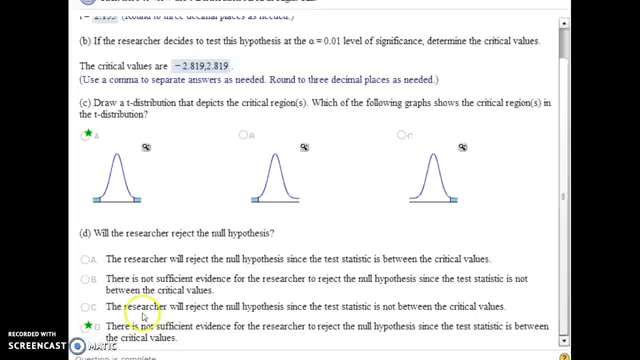 (b) If the researcher decides to test this hypothesis at the α = 0.01 level of significance, determine the critical values.
The critical values are −2.819,2.819.
(Use a comma to separate answers as needed. Round to three decimal places as needed.)
(c) Draw a t-distribution that depicts the critical region(s). Which of the following graphs shows the critical region(s) in
the t-distribution?
A. B. C.
(d) Will the researcher reject the null hypothesis?
A. The researcher will reject the null hypothesis since the test statistic is between the critical values.
B. There is not sufficient evidence for the researcher to reject the null hypothesis since the test statistic is not
between the critical values.
C. The researcher will reject the null hypothesis since the test statistic is not between the critical values.
D. There is not sufficient evidence for the researcher to reject the null hypothesis since the test statistic is between
the critical values.
Question is complete.
RECORDED WITH
SCREENCAST MATIC